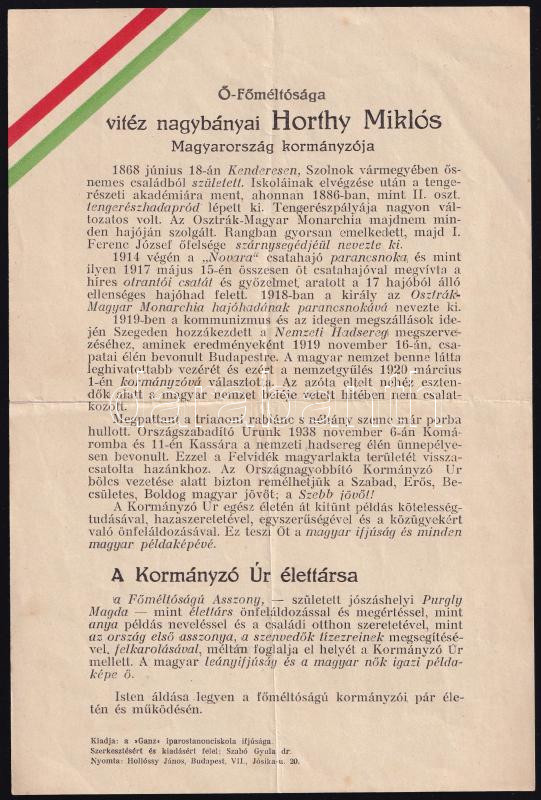 Ő-Főméltósága
vitéz nagybányai Horthy Miklós
Magyarország kormányzója
1868 június 18-án Kenderesen, Szolnok vármegyében ős-
nemes családból született. Iskoláinak elvégzése után a tenge-
részeti akadémiára ment, ahonnan 1886-ban, mint II. oszt.
tengerészhadapród lépett ki. Tengerészpályája nagyon vál-
tozatos volt. Az Osztrák-Magyar Monarchia majdnem min-
den hajóján szolgált. Rangban gyorsan emelkedett, majd I.
Ferenc József őfelsége szárnysegédjéül nevezte ki.
1914 végén a „Novara" csatahajó parancsnoka, és mint
ilyen 1917 május 15-én összesen öt csatahajóval megvívta a
híres otrantói csatát és győzelmet aratott a 17 hajóból álló
ellenséges hajóhad felett. 1918-ban a király az Osztrák-
Magyar Monarchia hajóhadának parancsnokává nevezte ki.
1919-ben a kommunizmus és az idegen megszállások ide-
jén Szegeden hozzákezdett a Nemzeti Hadsereg megszerve-
zéséhez, aminek eredményeként 1919 november 16-án, csa-
patai élén bevonult Budapestre. A magyar nemzet benne látta
leghivatottabb vezérét és ezért a nemzetgyűlés 1920 március
1-én kormányzóvá választotta. Az azóta eltelt nehéz eszten-
dők alatt a magyar nemzet beléje vetett hitében nem csalat-
kozott.
Megpattant a trianoni rabiánc s néhány szeme már porba
hullott. Országszabadító Urunk 1938 november 6-án Komá-
romba és 11-én Kassára a nemzeti hadsereg élén ünnepélye-
sen bevonult. Ezzel a Felvidék magyarlakta területét vissza-
csatolta hazánkhoz. Az Országnagyobbító Kormányzó Ur
bölcs vezetése alatt bizton remélhetjük a Szabad, Erős, Be-
csületes, Boldog magyar jövőt; a Szebb jövőt!
A Kormányzó Úr egész életén át kitünt példás kötelesség-
tudásával, hazaszeretetével, egyszerűségével és a közügyekért
való önfeláldozásával. Ez teszi Őt a magyar ifjúság és minden
magyar példaképévé.
A Kormányzó Úr élettársa
a Főméltóságú Asszony, — született jószáshelyi Purgly
Magda — mint élettárs önfeláldozással és megértéssel, mint
anya példás neveléssel és a családi otthon szeretetével, mint
az ország első asszonya, a szenvedők tízezreinek megsegítésé-
vel, felkarolásával, méltán foglalja el helyét a Kormányzó Úr
mellett. A magyar leányifjúság és a magyar nők igazi példa-
képe ő.
Isten áldása legyen a főméltóságú kormányzói pár éle-
tén és működésén.
Kiadja: a »Ganz« iparostanonciskola ifjúsága.
Szerkesztésért és kiadásért felel: Szabó Gyula dr.
Nyomta: Hollóssy János, Budapest, VII., Jósika-u. 20.